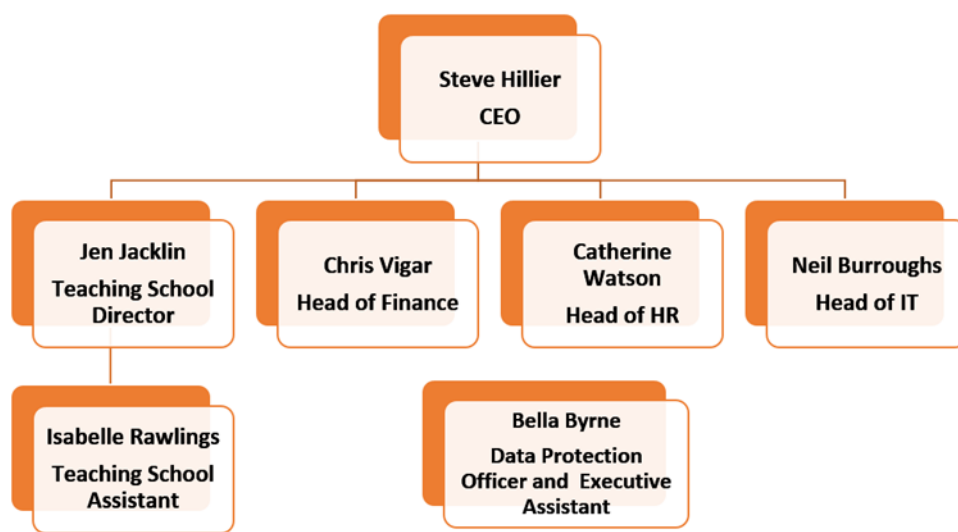 Steve Hillier
CEO
Jen Jacklin
Teaching School
Director
Chris Vigar
Head of Finance
Catherine
Watson
Head of HR
Neil Burroughs
Head of IT
Isabelle Rawlings
Teaching School
Assistant
Bella Byrne
Data Protection
Officer and Executive
Assistant